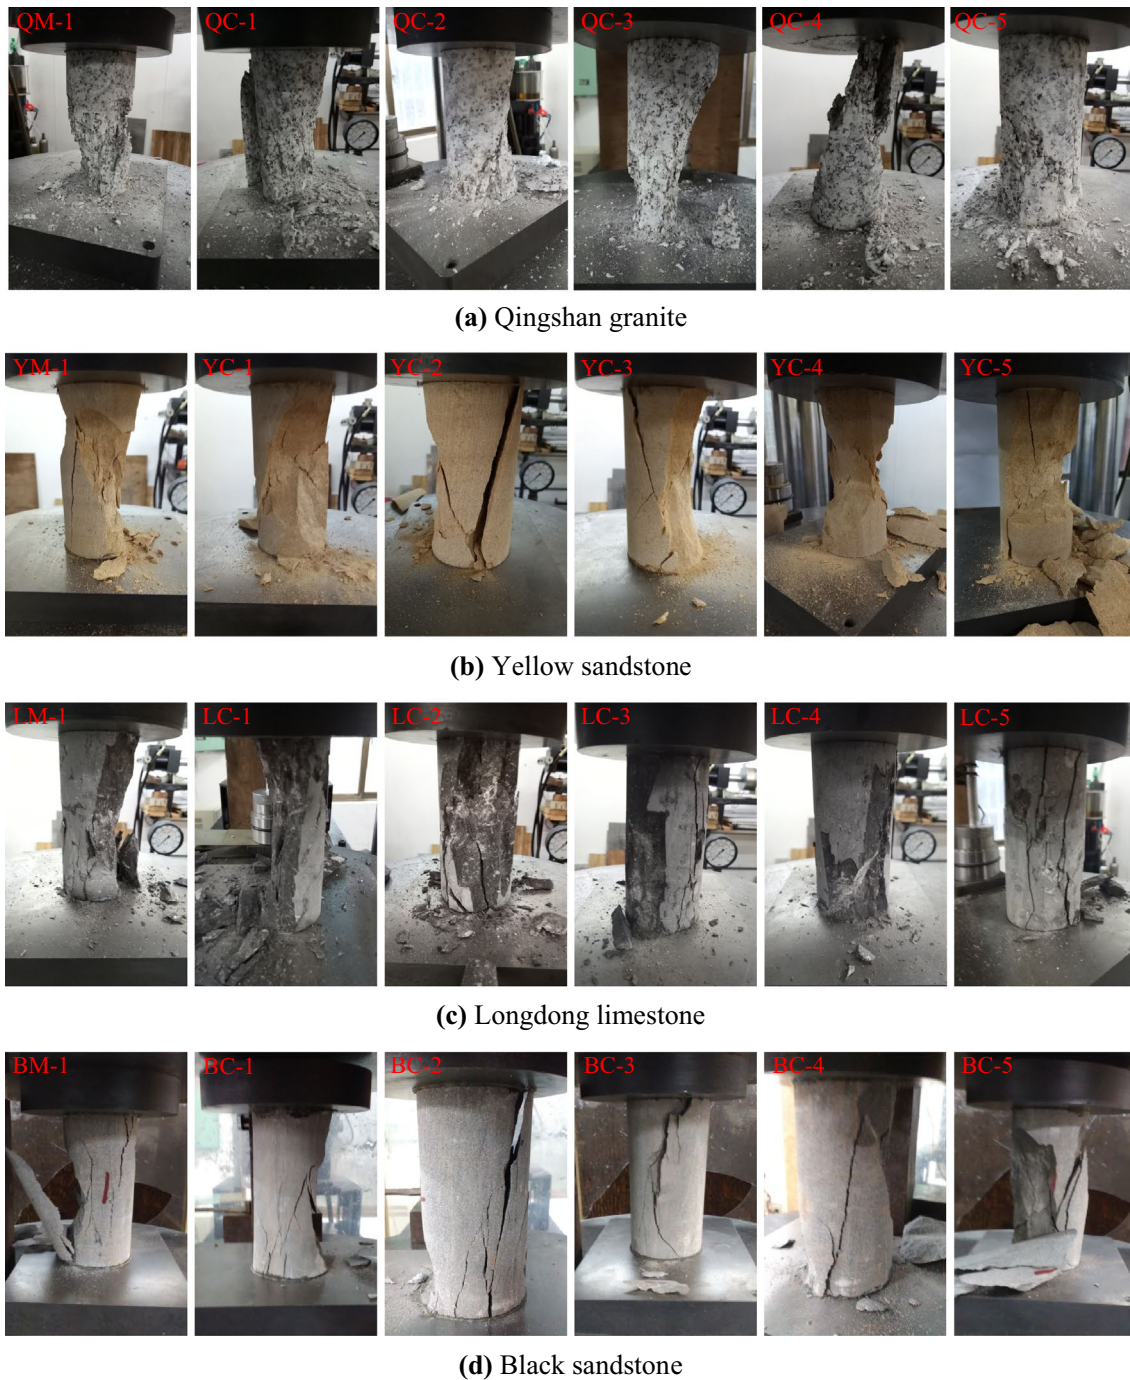 QM-1 QC-1 QC-2 QC-3 QC-4 QC-5
(a) Qingshan granite
YM-1 YC-1 YC-2 YC-3 YC-4 YC-5
(b) Yellow sandstone
LM-1 LC-1 LC-2 LC-3 LC-4 LC-5
(c) Longdong limestone
BM-1 BC-1 BC-2 BC-3 BC-4 BC-5
(d) Black sandstone